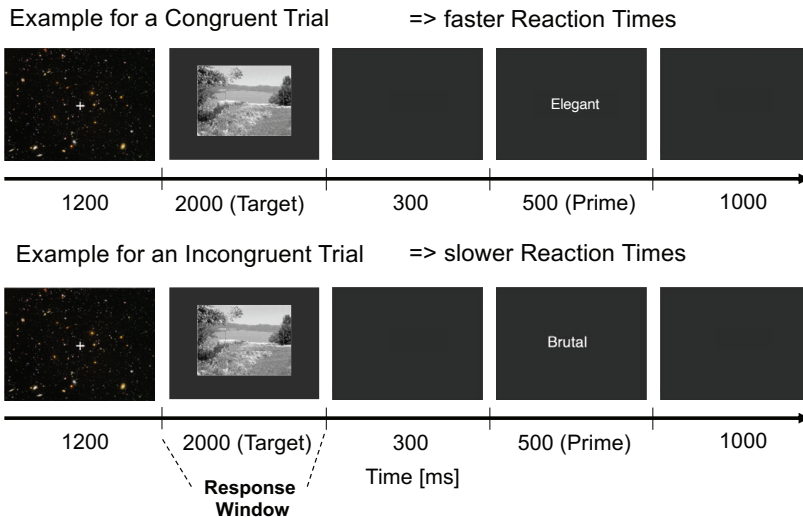 Example for a Congruent Trial => faster Reaction Times
Elegant
1200 2000 (Target) 300 500 (Prime) 1000
Example for an Incongruent Trial => slower Reaction Times
Brutal
1200 2000 (Target) 300 500 (Prime) 1000
Response
Window
Time [ms]